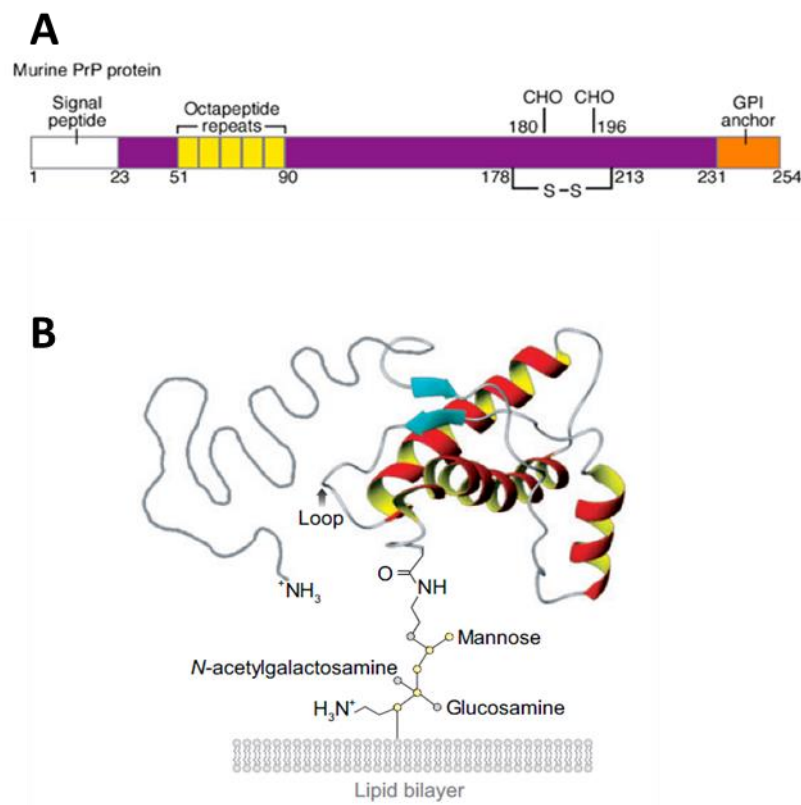 A
Murine PrP protein
Signal
peptide
Octapeptide
repeats
CHO CHO
180 196
GPI
anchor
1 23 51 90 178 S-S 213 231 254
B
Loop
+NH3
O
NH
Mannose
N-acetylgalactosamine
H3N+
Glucosamine
Lipid bilayer